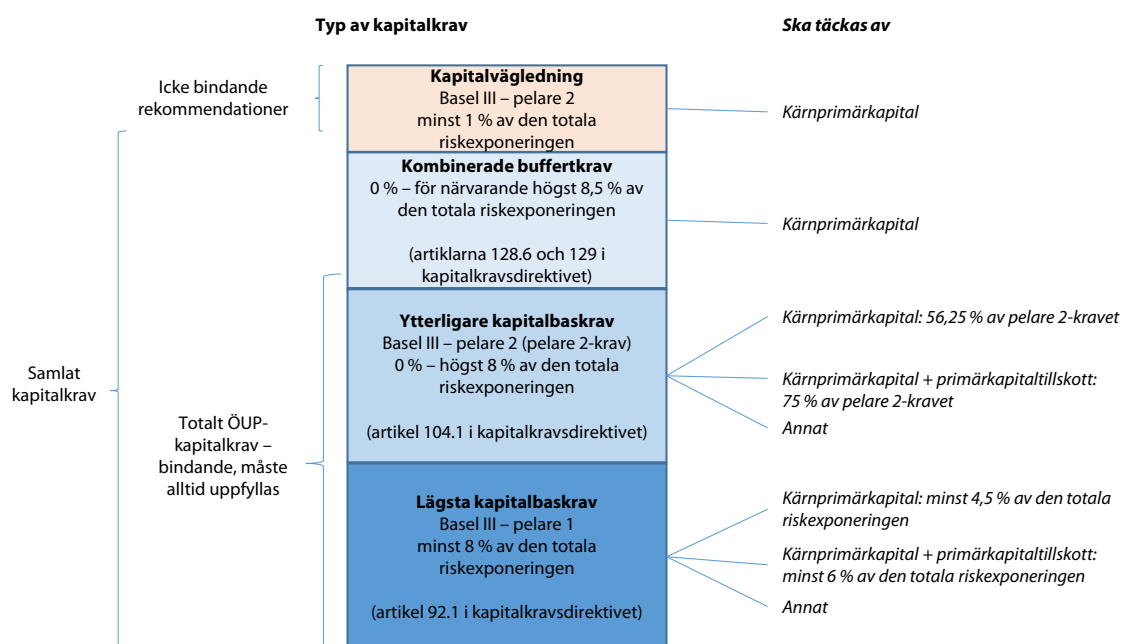 Typ av kapitalkrav
Ska täckas av
Icke bindande
rekommendationer
Kapitalvägledning
Basel III – pelare 2
minst 1 % av den totala
riskexponeringen
Kärnprimärkapital
Kombinerade buffertkrav
0 % – för närvarande högst 8,5 % av
den totala riskexponeringen
(artiklarna 128.6 och 129 i
kapitalkravsdirektivet)
Kärnprimärkapital
Samlat
kapitalkrav
Totalt ÖUP-
kapitalkrav –
bindande, måste
alltid uppfyllas
Ytterligare kapitalbaskrav
Basel III – pelare 2 (pelare 2-krav)
0 % – högst 8 % av den totala
riskexponeringen
(artikel 104.1 i kapitalkravsdirektivet)
Kärnprimärkapital: 56,25 % av pelare 2-kravet
Kärnprimärkapital + primärkapitaltillskott:
75 % av pelare 2-kravet
Annat
Lägsta kapitalbaskrav
Basel III – pelare 1
minst 8 % av den totala
riskexponeringen
(artikel 92.1 i kapitalkravsdirektivet)
Kärnprimärkapital: minst 4,5 % av den totala
riskexponeringen
Kärnprimärkapital + primärkapitaltillskott:
minst 6 % av den totala riskexponeringen
Annat